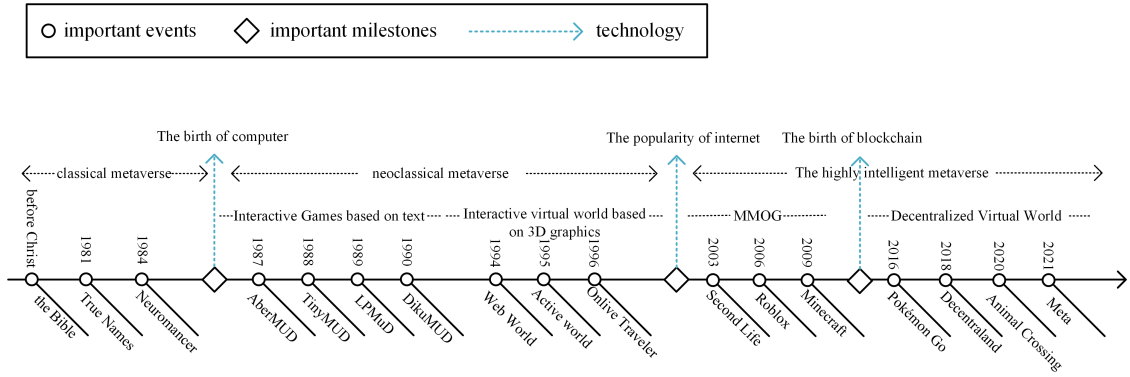 important events
important milestones
technology
The birth of computer
The popularity of internet
The birth of blockchain
classical metaverse
neoclassical metaverse
The highly intelligent metaverse
Interactive Games based on text
Interactive virtual world based
on 3D graphics
MMOG
Decentralized Virtual World
before Christ
1981
1984
1987
1988
1989
1990
1994
1995
1996
2003
2006
2009
2016
2018
2020
2021
the Bible
True Names
Neuromancer
AberMUD
TinyMUD
LPMuD
DikuMUD
Web World
Active world
Onlive Traveler
Second Life
Roblox
Minecraft
Pokémon Go
Decentraland
Animal Crossing
Meta